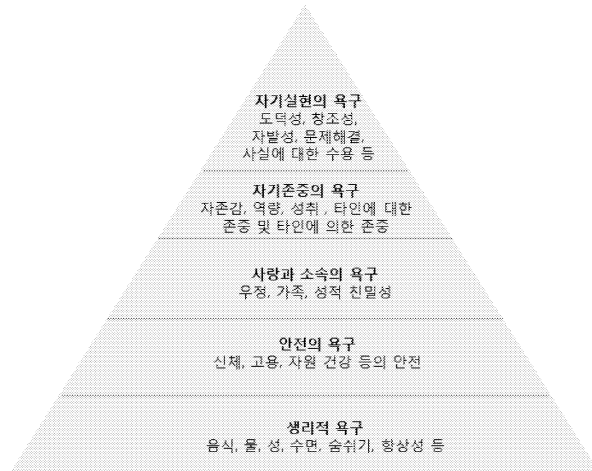 자기실현의 욕구
도덕성, 창조성,
자발성, 문제해결,
사실에 대한 수용 등
자기존중의 욕구
자존감, 역량, 성취 , 타인에 대한
존중 및 타인에 의한 존중
사랑과 소속의 욕구
우정, 가족, 성적 친밀성
안전의 욕구
신체, 고용, 자원 건강 등의 안전
생리적 욕구
음식, 물, 성, 수면, 숨쉬기, 항상성 등